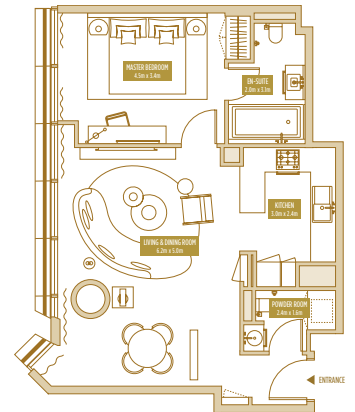 MASTER BEDROOM
4.5m x 3.4m
EN-SUITE
2.0m x 3.1m
KITCHEN
3.0m x 2.4m
LIVING & DINING ROOM
6.2m x 5.0m
POWDER ROOM
2.4m x 1.6m
ENTRANCE